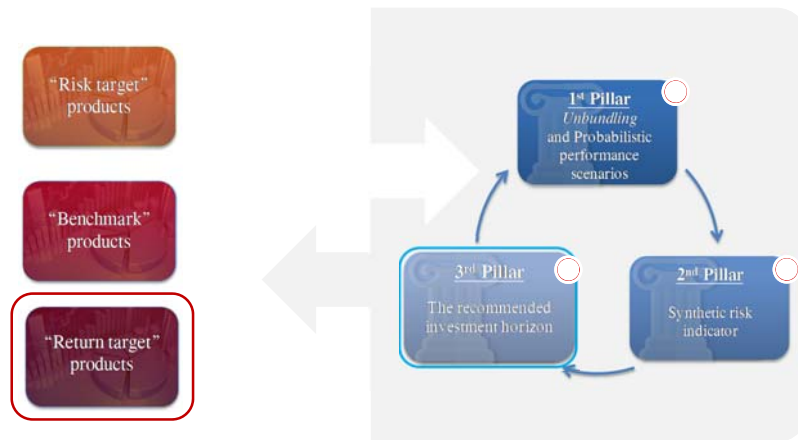 “Risk target”
products
“Benchmark”
products
“Return target”
products
1st Pillar
Unbundling
and Probabilistic
performance
scenarios
3rd Pillar
The recommended
investment horizon
2nd Pillar
Synthetic risk
indicator